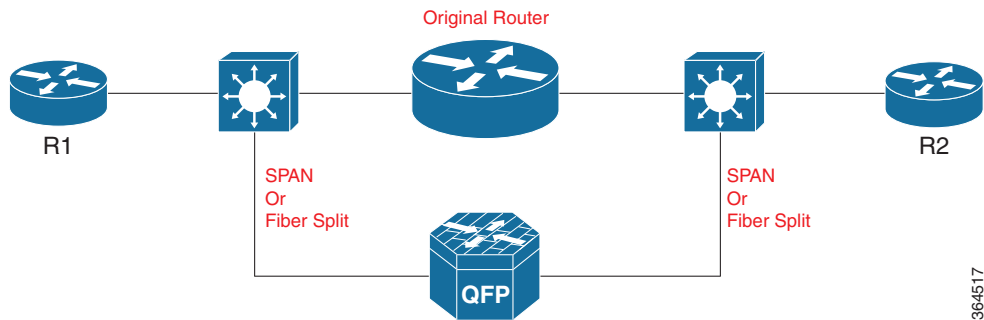 Original Router
R1
R2
SPAN
Or
Fiber Split
SPAN
Or
Fiber Split
QFP
364517